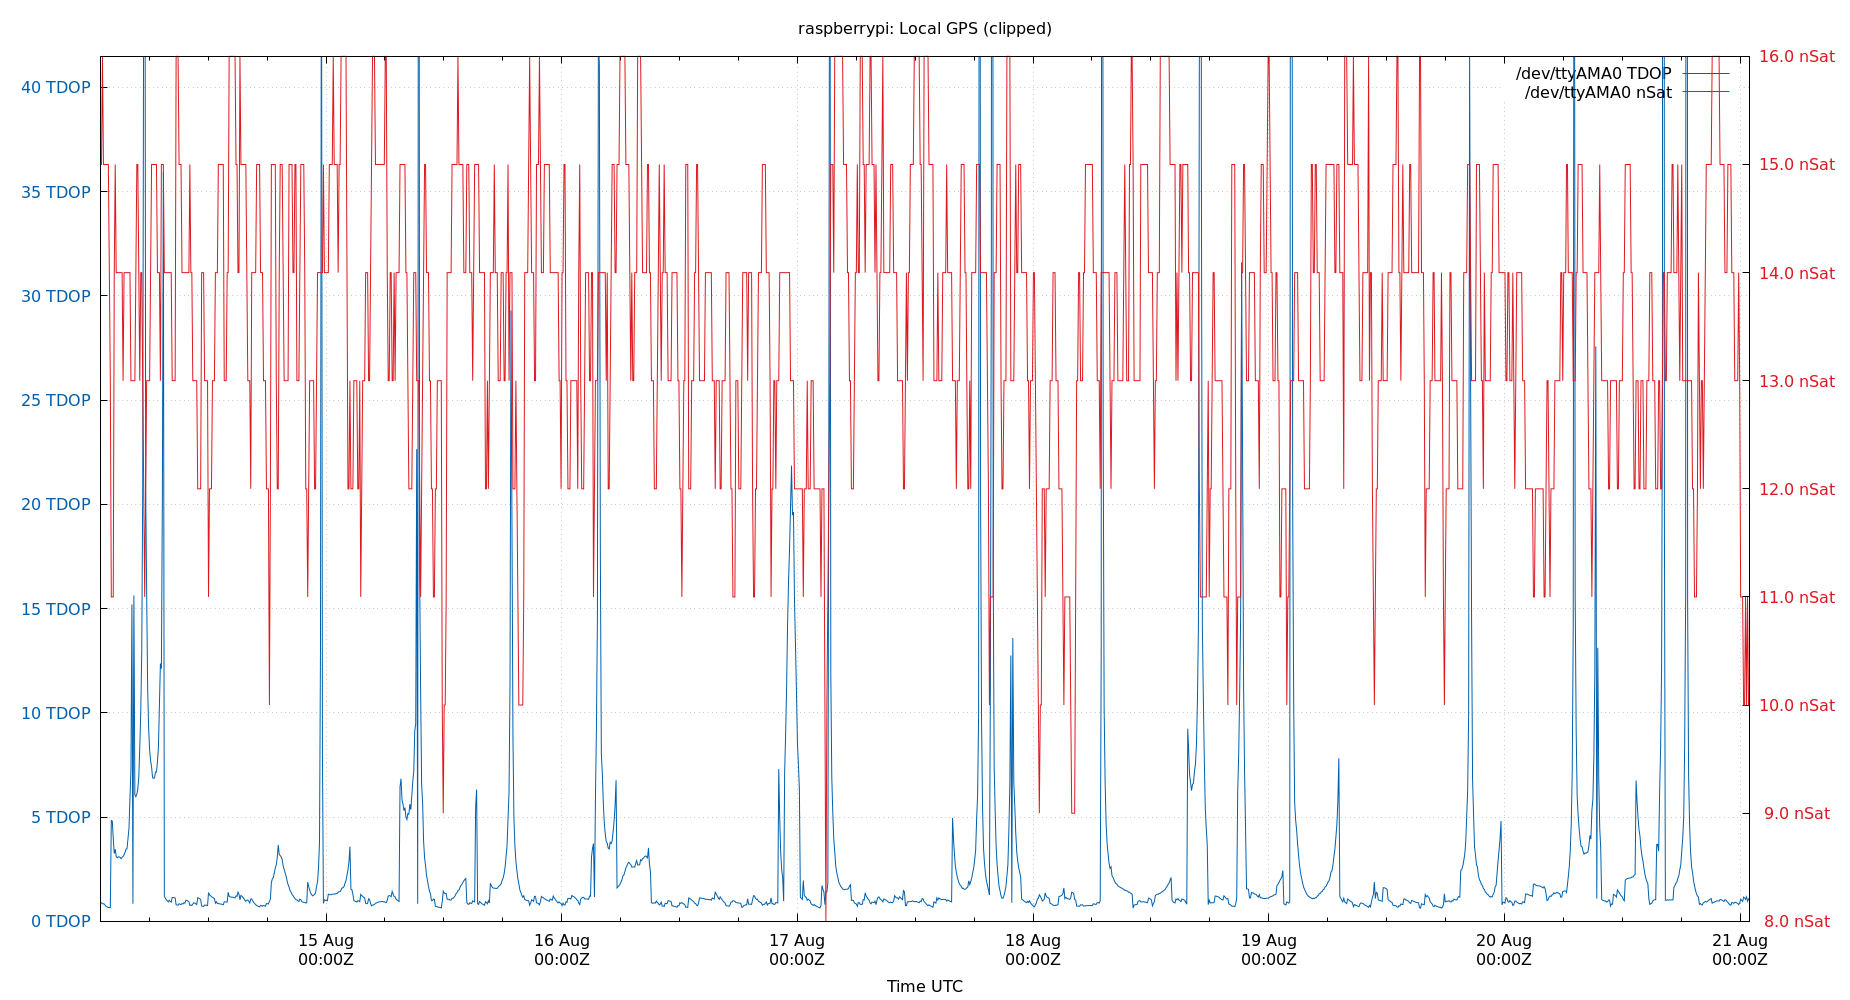 raspberrypi: Local GPS (clipped)
/dev/ttyAMA0 TDOP
/dev/ttyAMA0 nSat
40 TDOP
35 TDOP
30 TDOP
25 TDOP
20 TDOP
15 TDOP
10 TDOP
5 TDOP
0 TDOP
16.0 nSat
15.0 nSat
14.0 nSat
13.0 nSat
12.0 nSat
11.0 nSat
10.0 nSat
9.0 nSat
8.0 nSat
15 Aug 16 Aug 17 Aug 18 Aug 19 Aug 20 Aug 21 Aug
00:00Z 00:00Z 00:00Z 00:00Z 00:00Z 00:00Z 00:00Z
Time UTC